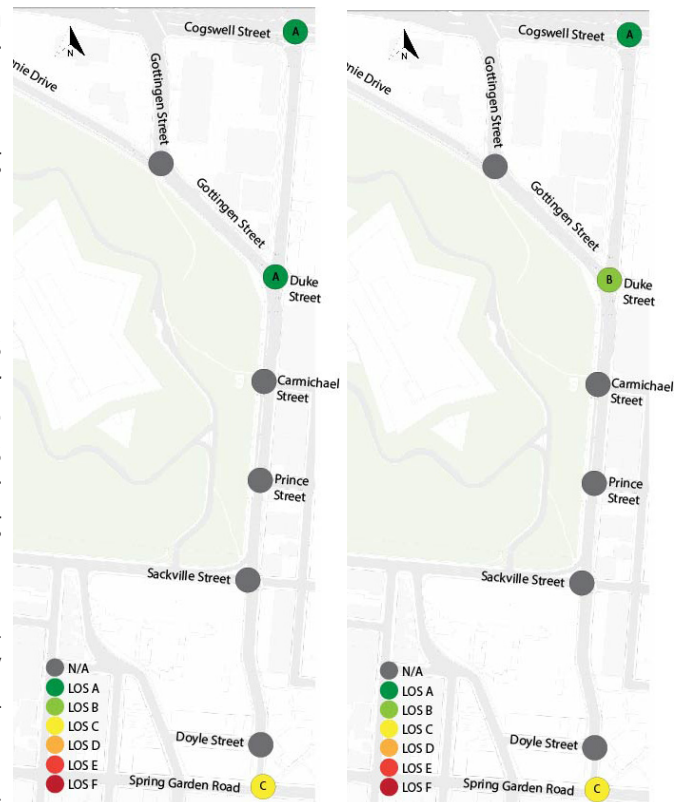 Cogswell Street
A
N
nie Drive
Gottingen Street
Gottingen Street
A
Duke
Street
Carmichael
Street
Prince
Street
Sackville Street
N/A
LOS A
LOS B
LOS C
LOS D
LOS E
LOS F
Doyle Street
Spring Garden Road
C
Cogswell Street
A
N
nie Drive
Gottingen Street
Gottingen Street
B
Duke
Street
Carmichael
Street
Prince
Street
Sackville Street
N/A
LOS A
LOS B
LOS C
LOS D
LOS E
LOS F
Doyle Street
Spring Garden Road
C